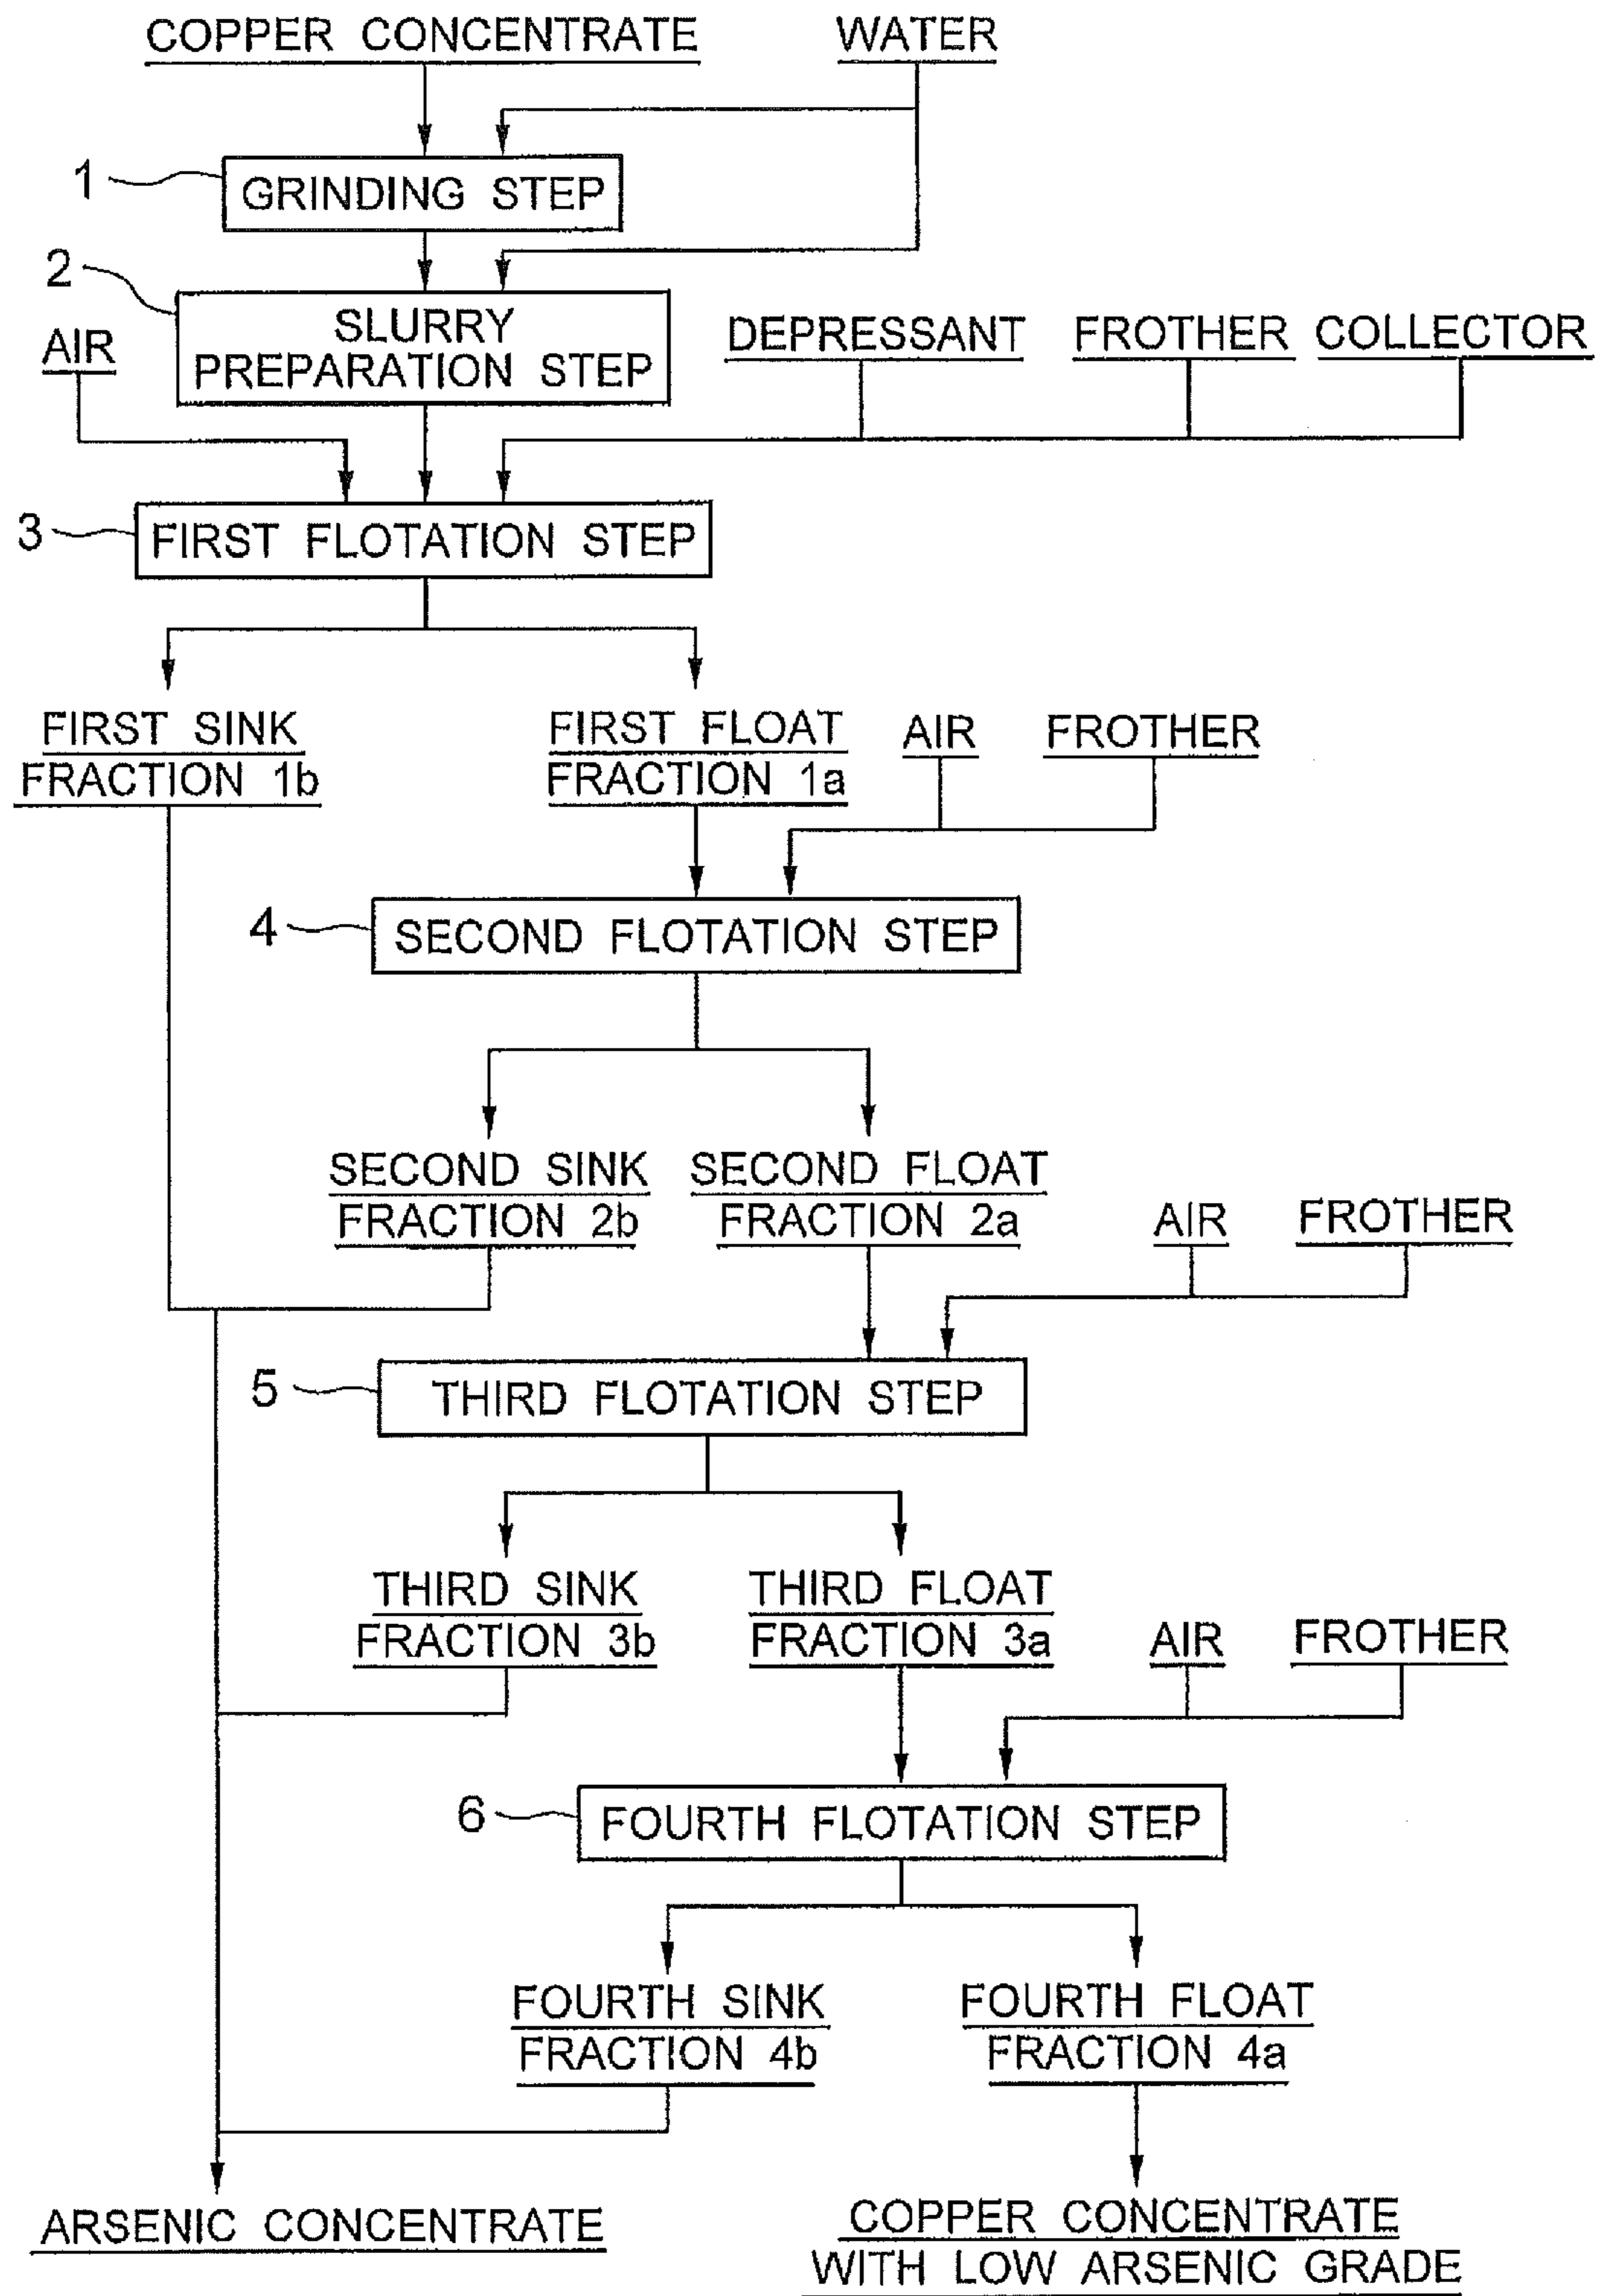 COPPER CONCENTRATE
WATER
1
GRINDING STEP
2
SLURRY
PREPARATION STEP
AIR
DEPRESSANT
FROTHER
COLLECTOR
3
FIRST FLOTATION STEP
FIRST SINK
FRACTION 1b
FIRST FLOAT
FRACTION 1a
AIR
FROTHER
4
SECOND FLOTATION STEP
SECOND SINK
FRACTION 2b
SECOND FLOAT
FRACTION 2a
AIR
FROTHER
5
THIRD FLOTATION STEP
THIRD SINK
FRACTION 3b
THIRD FLOAT
FRACTION 3a
AIR
FROTHER
6
FOURTH FLOTATION STEP
FOURTH SINK
FRACTION 4b
FOURTH FLOAT
FRACTION 4a
ARSENIC CONCENTRATE
COPPER CONCENTRATE
WITH LOW ARSENIC GRADE